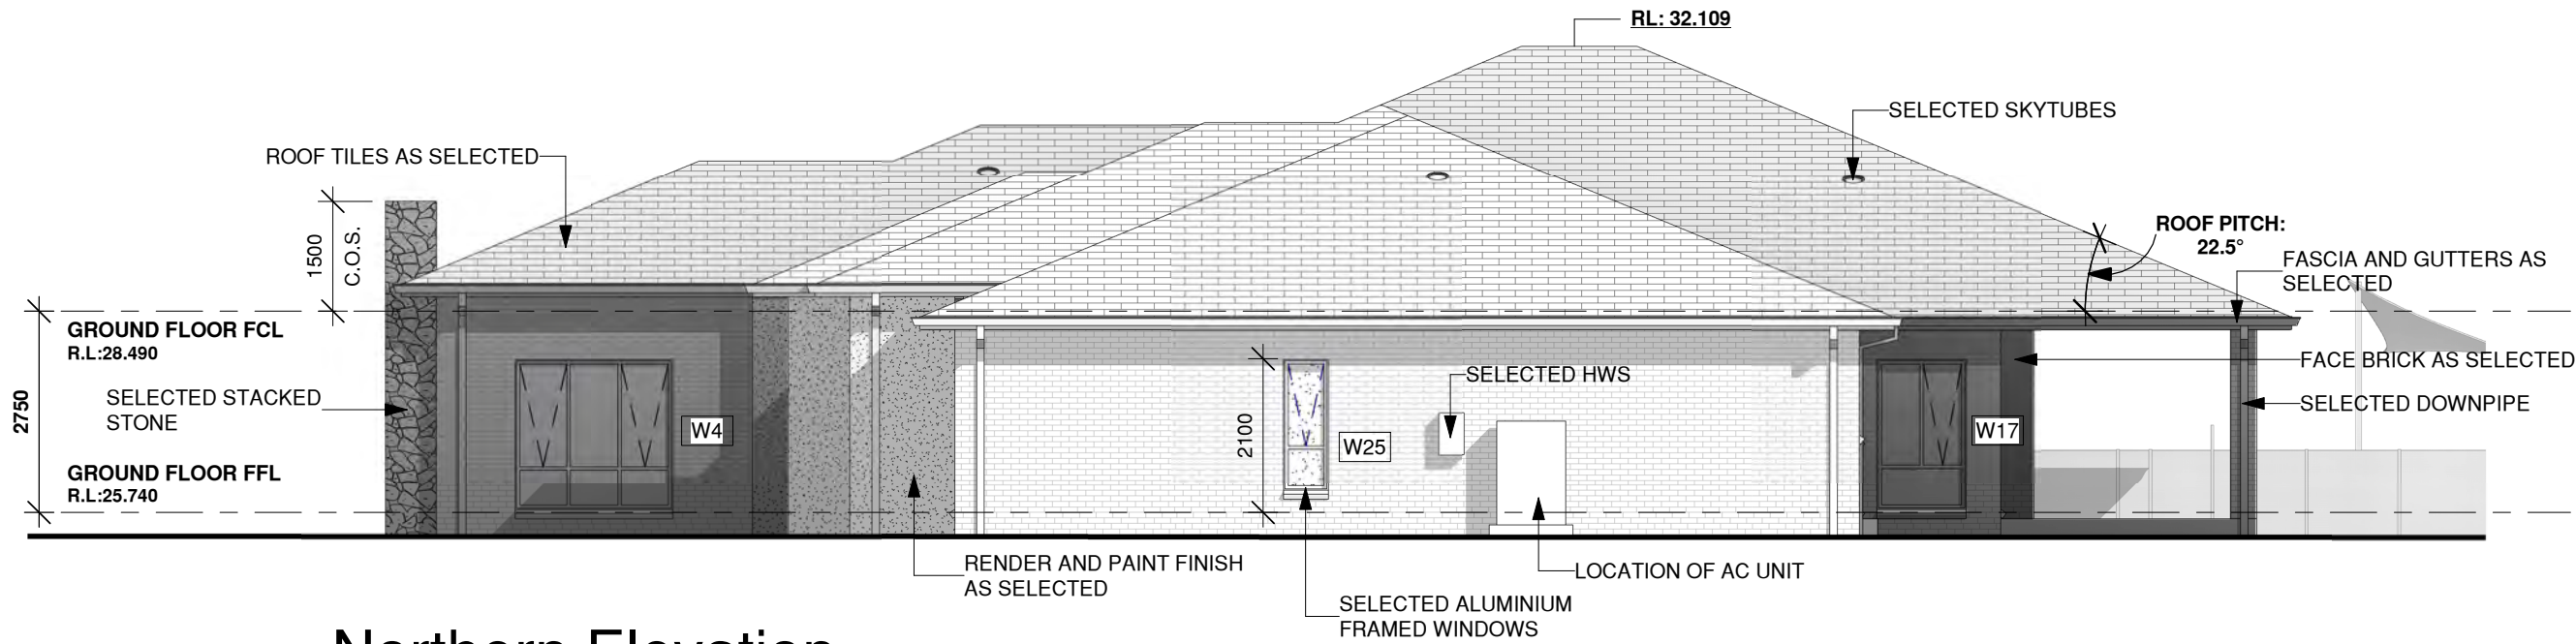 RL: 32.109
SELECTED SKYTUBES
ROOF TILES AS SELECTED
1500
C.O.S.
ROOF PITCH:
22.5°
FASCIA AND GUTTERS AS
SELECTED
GROUND FLOOR FCL
R.L:28.490
FACE BRICK AS SELECTED
SELECTED HWS
2750
SELECTED STACKED
STONE
SELECTED DOWNPIPE
W4
2100
W25
W17
GROUND FLOOR FFL
R.L:25.740
RENDER AND PAINT FINISH
AS SELECTED
LOCATION OF AC UNIT
SELECTED ALUMINIUM
FRAMED WINDOWS
Northern Elevation